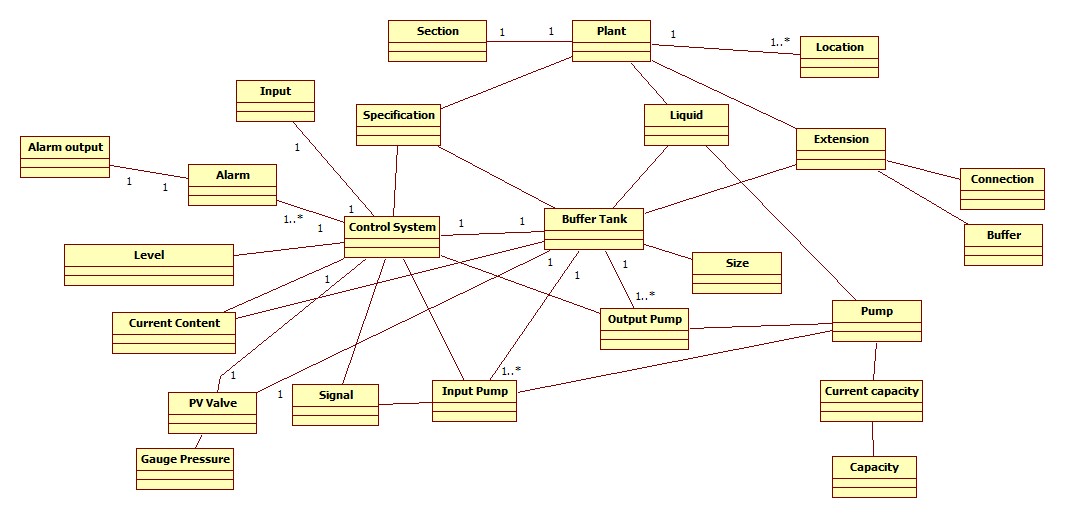 Section
1
1
Plant
1
1..*
Location
Input
1
Specification
Liquid
Extension
Alarm output
1
1
Alarm
1..*
1
1
Control System
1
1
Buffer Tank
Connection
Buffer
Level
Size
Current Content
1
1
1
1
1..*
Output Pump
Pump
PV Valve
1
1
Signal
1..*
Input Pump
Current capacity
Gauge Pressure
Capacity